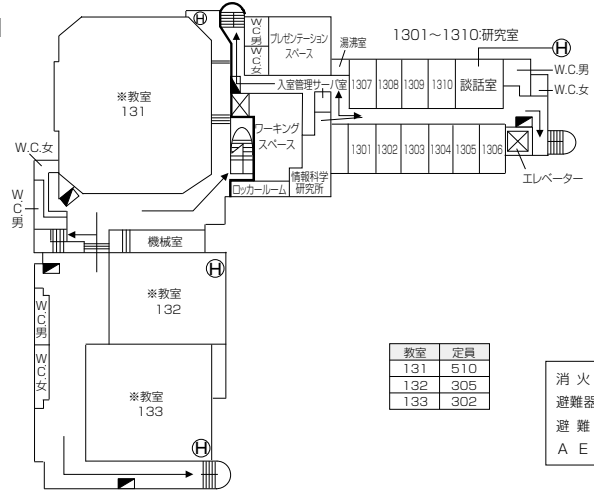 H
1301～1310:研究室
W.C.男
W.C.女
プレゼンテーション
スペース
湯沸室
H
※教室
131
入室管理サーバ室
1307
1308
1309
1310
談話室
W.C.男
W.C.女
W.C.女
ワーキング
スペース
1301
1302
1303
1304
1305
1306
エレベーター
情報科学
研究所
ロッカールーム
W.C.男
機械室
H
※教室
132
W.C.男
W.C.女
※教室
133
H
教室 定員
131 510
132 305
133 302
消 火
避難器
避 難
A E